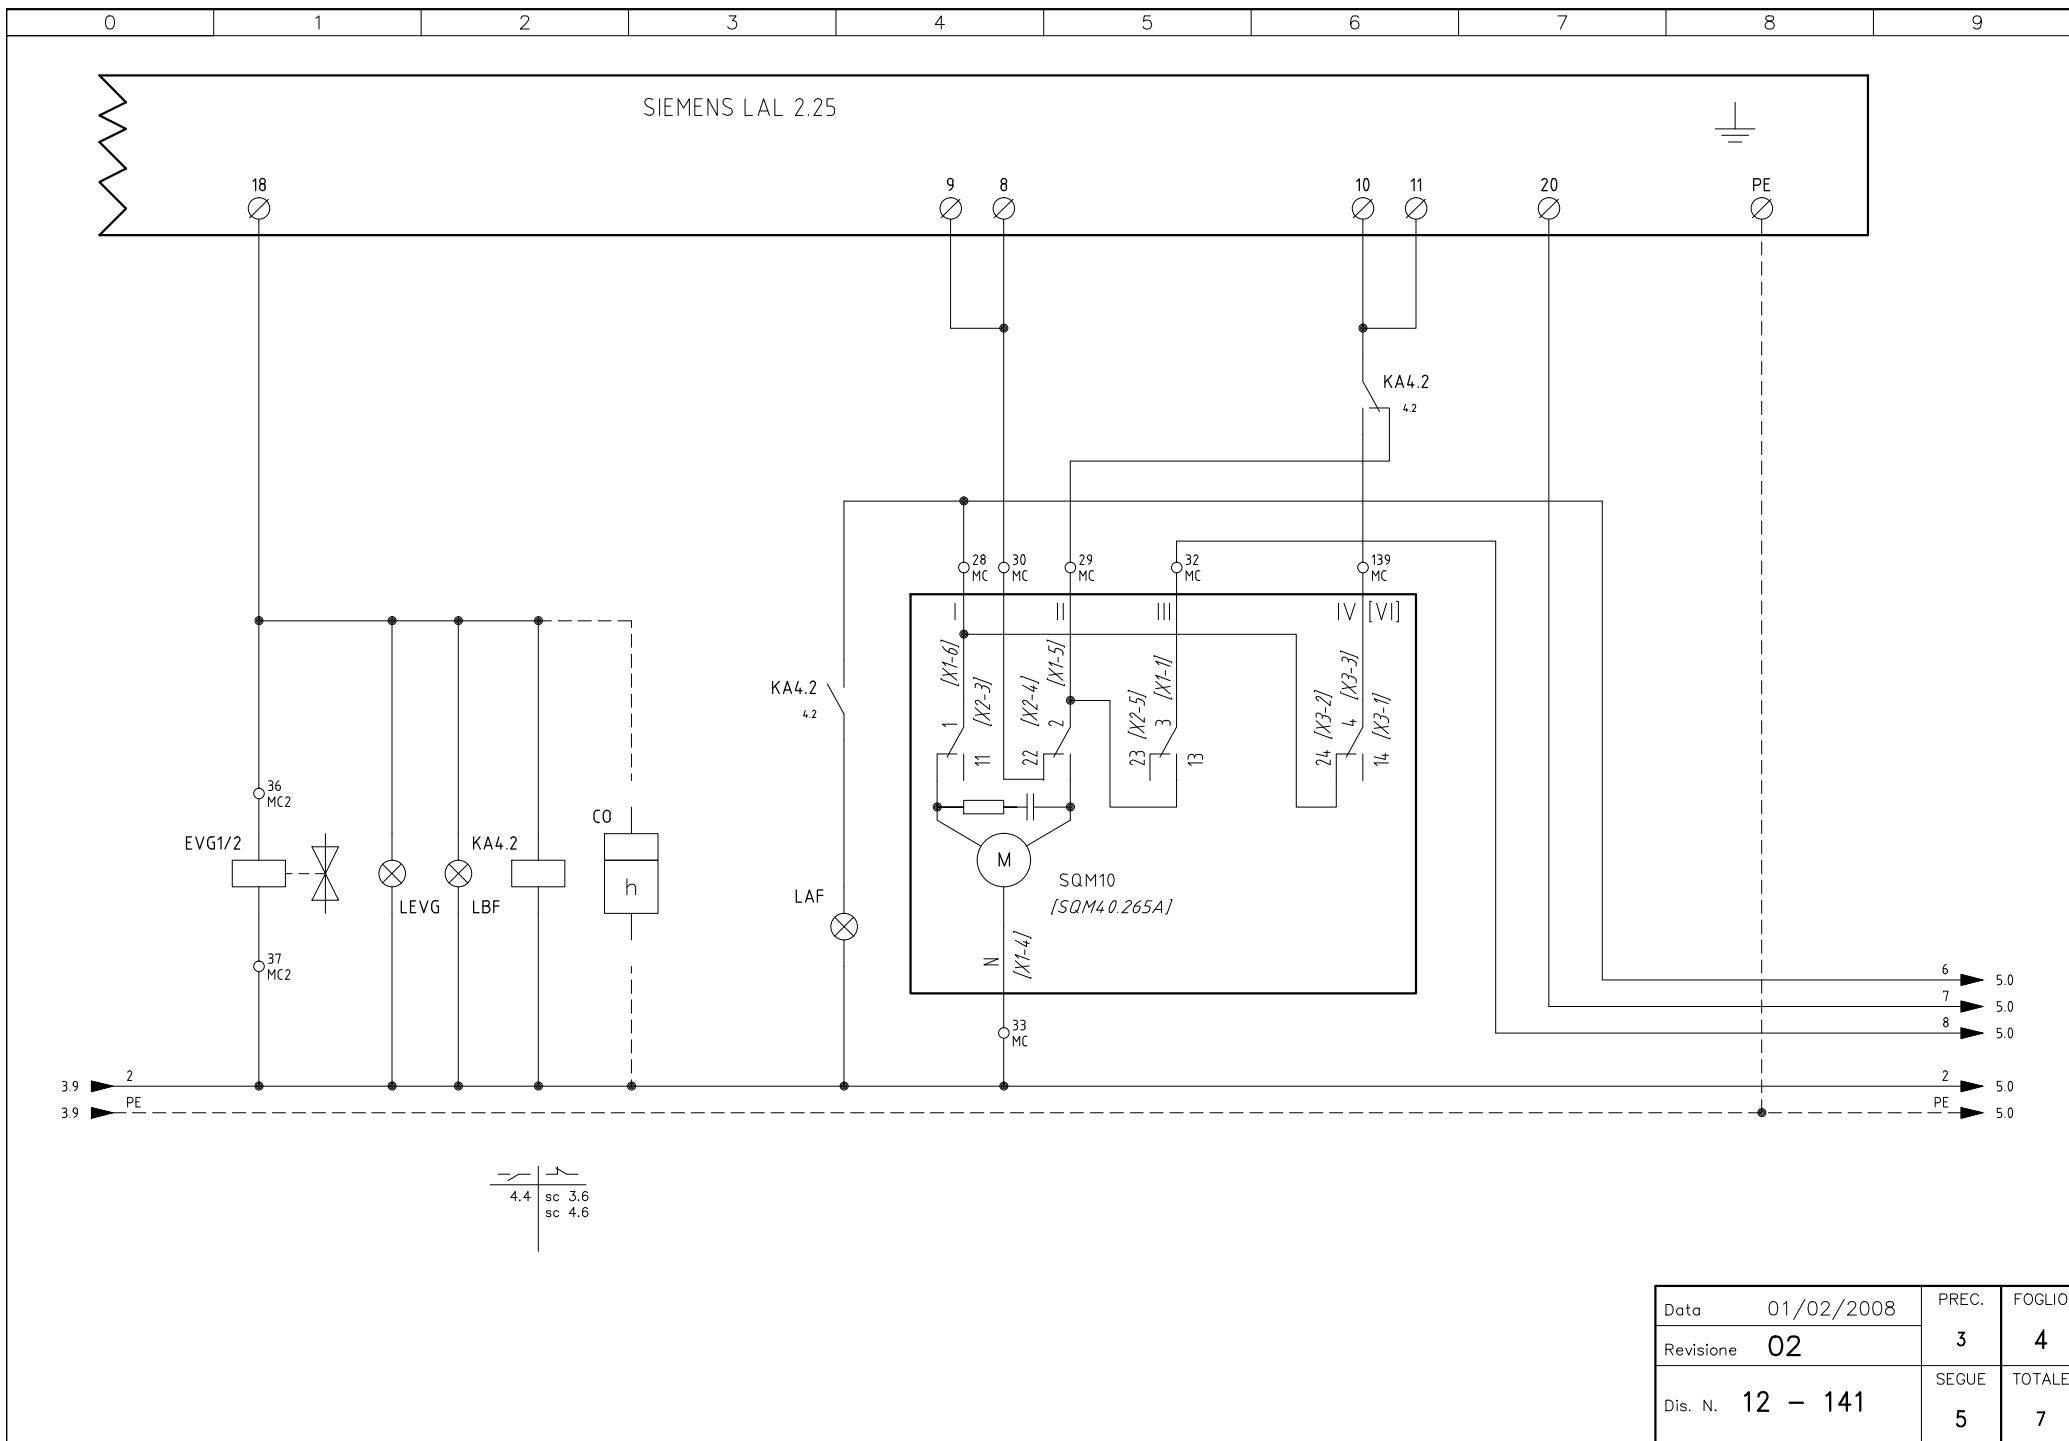 0 1 2 3 4 5 6 7 8 9
SIEMENS LAL 2.25
18 9 8 10 11 20 PE
KA4.2
4.2
28 MC
30 MC
29 MC
32 MC
139 MC
I II III IV [VI]
[X1-6] [X2-3] [X2-4] [X1-5] [X2-5] [X1-1] [X3-2] [X3-3] [X3-1]
1 11 22 2 23 3 13 24 4 14
KA4.2
4.2
36
MC2
EVG1/2
KA4.2
CO
h
LEVG
LBF
LAF
M
SQM10
[SQM40.265A]
N [X1-4]
37
MC2
33
MC
6 5.0
7 5.0
8 5.0
3.9 2 2 5.0
3.9 PE PE 5.0
4.4 sc 3.6
sc 4.6
Data 01/02/2008
PREC.
3
FOGLIO
4
Revisione 02
Dis. N. 12 - 141
SEGUE
5
TOTALE
7